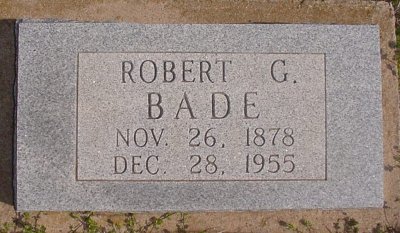 ROBERT G.
BADE
NOV. 26, 1878
DEC. 28, 1955